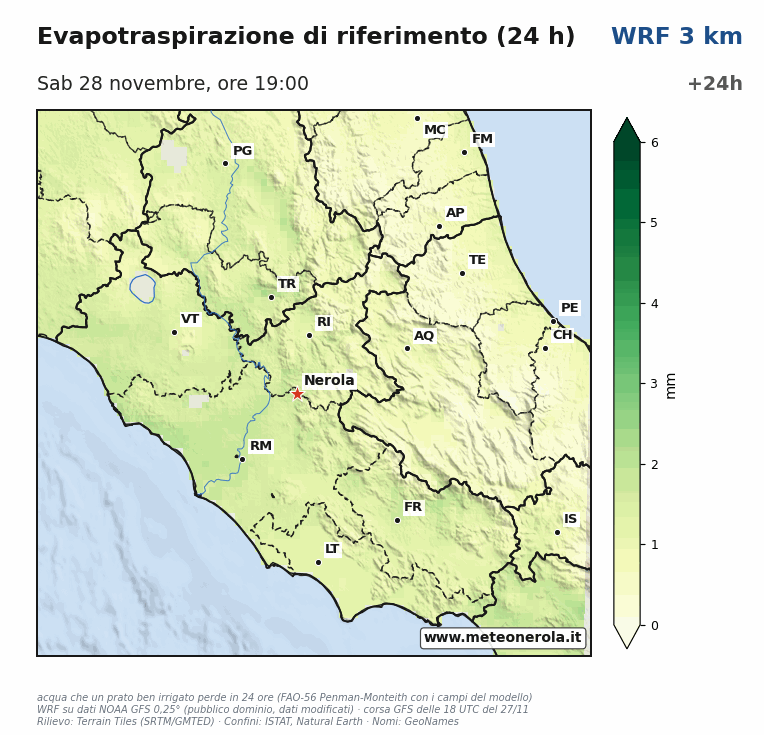 Evapotraspirazione di riferimento (24 h) WRF 3 km
Sab 28 novembre, ore 19:00 +24h
MC
FM
PG
AP
TE
TR
PE
VT
RI
AQ
CH
Nerola
RM
FR
IS
LT
www.meteonerola.it
6
5
4
3
2
1
0
mm
acqua che un prato ben irrigato perde in 24 ore (FAO-56 Penman-Monteith con i campi del modello)
WRF su dati NOAA GFS 0,25° (pubblico dominio, dati modificati) · corsa GFS delle 18 UTC del 27/11
Rilievo: Terrain Tiles (SRTM/GMTED) · Confini: ISTAT, Natural Earth · Nomi: GeoNames